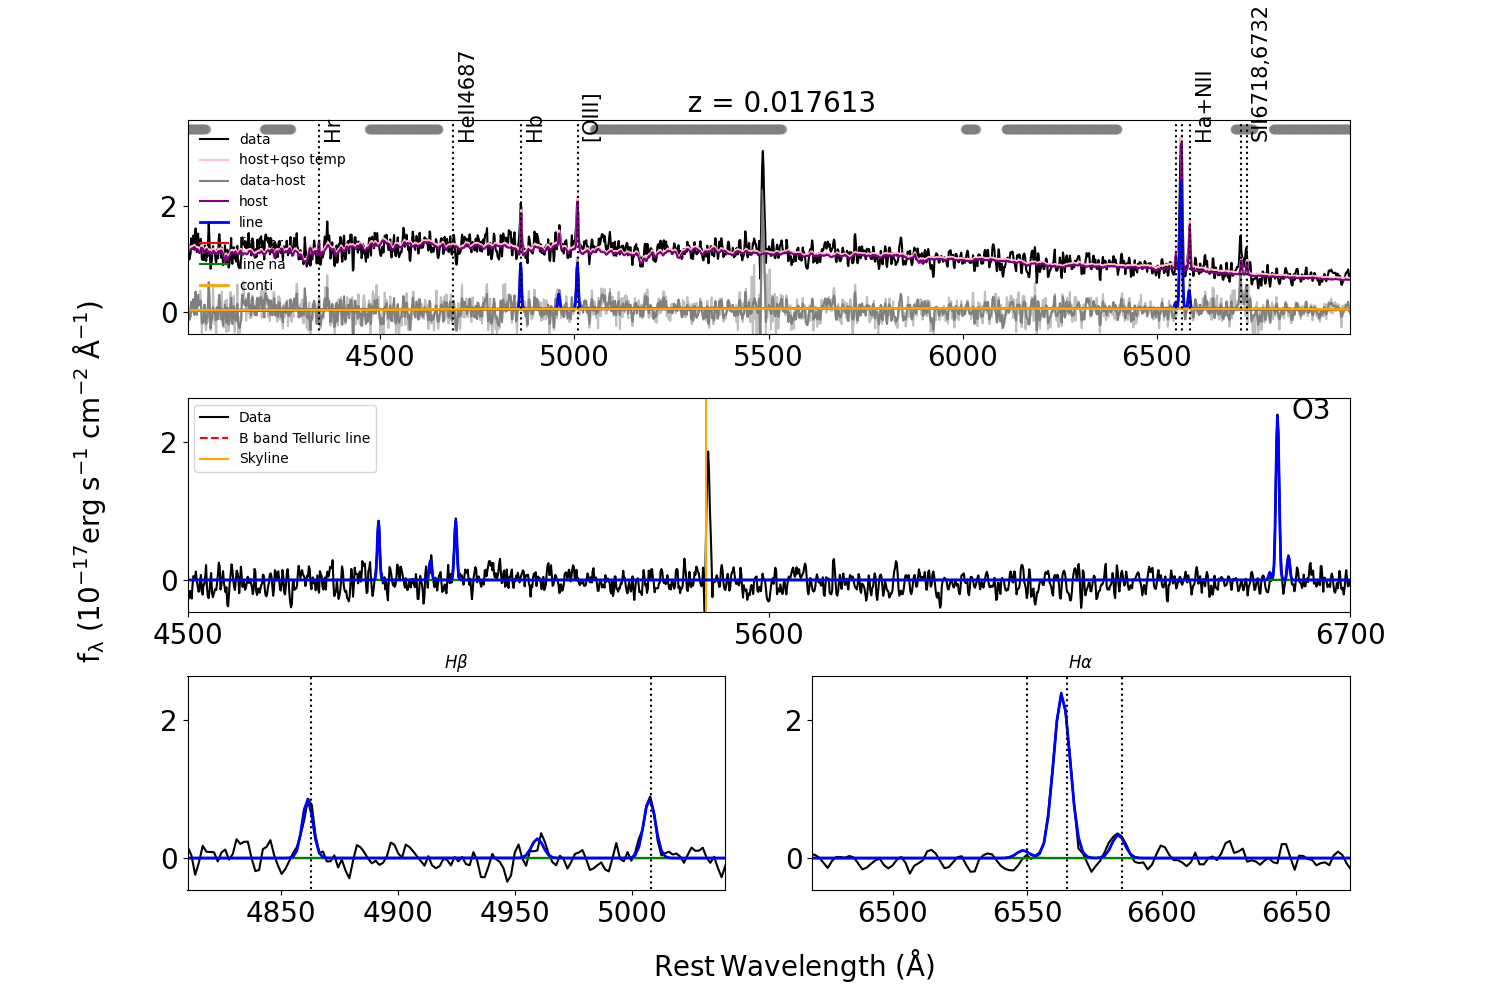 z = 0.017613
Hr
HeII4687
Hb
[OIII]
Ha+NII
SII6718,6732
data
host+qso temp
data-host
host
line
line na
conti
2
0
4500 5000 5500 6000 6500
Data
B band Telluric line
Skyline
O3
2
0
4500 5600 6700
fλ (10⁻¹⁷erg s⁻¹ cm⁻² Å⁻¹)
Hβ
2
0
4850 4900 4950 5000
Hα
2
0
6500 6550 6600 6650
Rest Wavelength (Å)